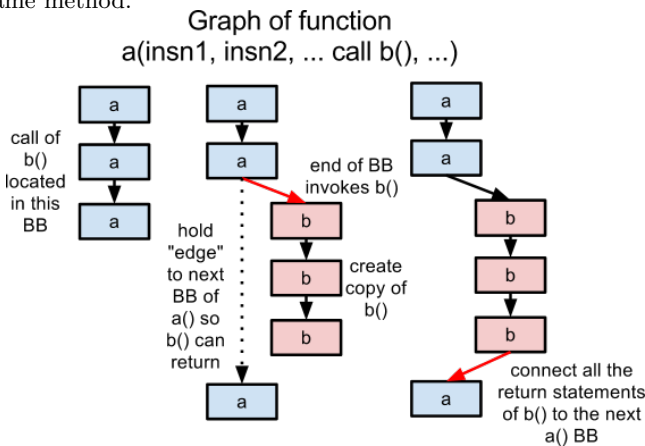 ame method.
Graph of function
a(insn1, insn2, ... call b(), ...)
a
a
a
call of
b()
located
in this
BB
a
a
end of BB
invokes b()
b
b
b
hold
"edge"
to next
BB of
a() so
b() can
return
create
copy of
b()
a
a
a
b
b
b
a
connect all the
return statements
of b() to the next
a() BB